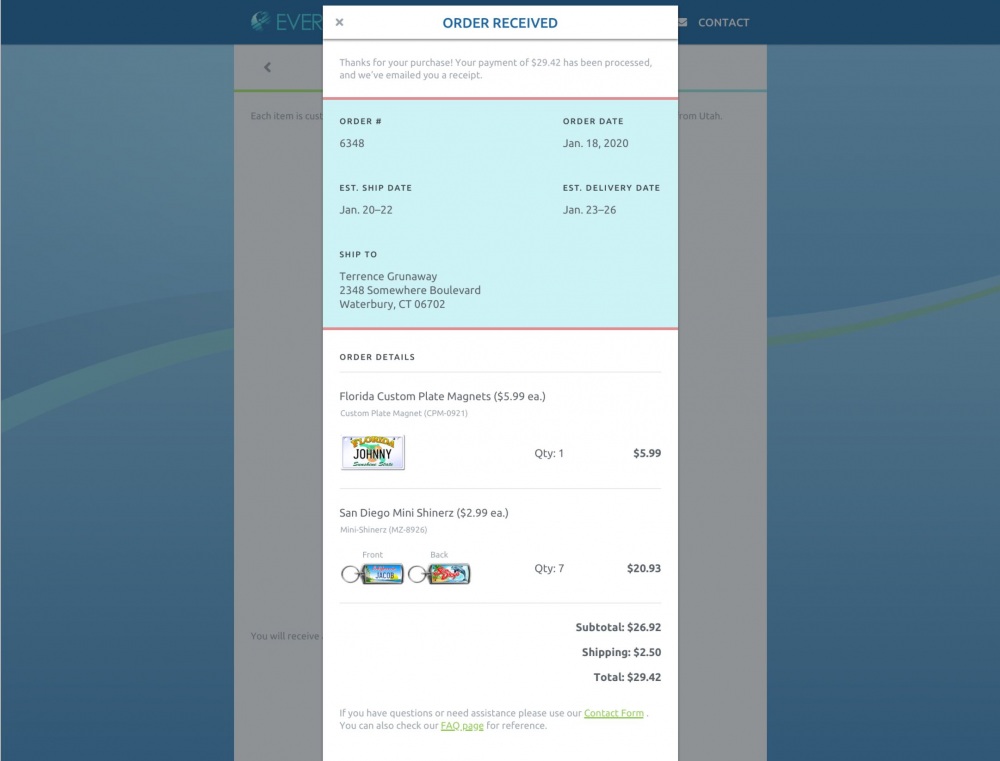 EVER
CONTACT
ORDER RECEIVED
Thanks for your purchase! Your payment of $29.42 has been processed,
and we've emailed you a receipt.
Each item is cust
rom Utah.
ORDER #
ORDER DATE
6348
Jan. 18, 2020
EST. SHIP DATE
EST. DELIVERY DATE
Jan. 20–22
Jan. 23–26
SHIP TO
Terrence Grunaway
2348 Somewhere Boulevard
Waterbury, CT 06702
ORDER DETAILS
Florida Custom Plate Magnets ($5.99 ea.)
Custom Plate Magnet (CPM-0921)
FLORIDA
JOHNNY
Sunshine State
Qty: 1
$5.99
San Diego Mini Shinerz ($2.99 ea.)
Mini-Shinerz (MZ-8926)
Front
Back
JACOB
Qty: 7
$20.93
Subtotal: $26.92
Shipping: $2.50
Total: $29.42
You will receive
If you have questions or need assistance please use our Contact Form .
You can also check our FAQ page for reference.